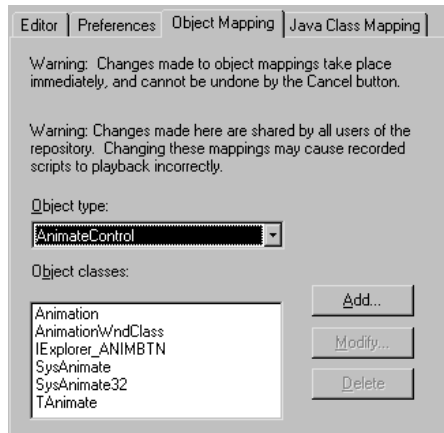 Editor Preferences Object Mapping Java Class Mapping
Warning: Changes made to object mappings take place
immediately, and cannot be undone by the Cancel button.
Warning: Changes made here are shared by all users of the
repository. Changing these mappings may cause recorded
scripts to playback incorrectly.
Object type:
AnimateControl
Object classes:
Animation
AnimationWndClass
IExplorer_ANIMBTN
SysAnimate
SysAnimate32
TAnimate
Add...
Modify...
Delete